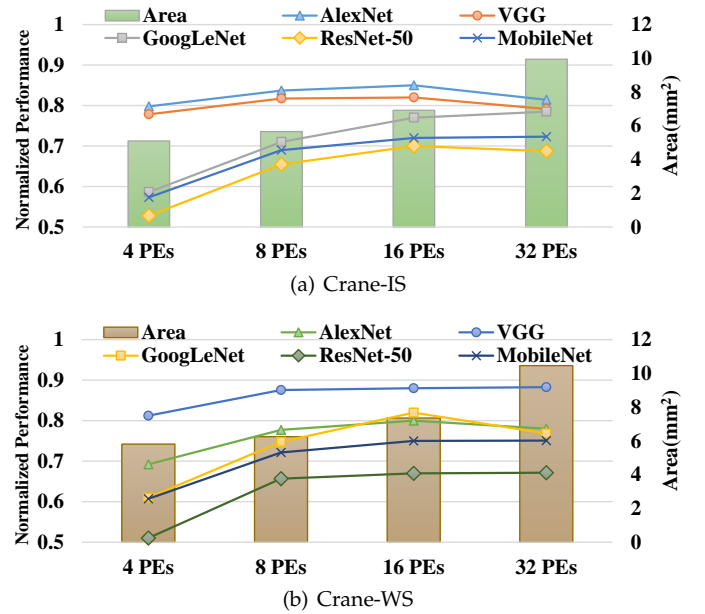 Area AlexNet VGG
GoogLeNet ResNet-50 MobileNet
Normalized Performance
1
0.9
0.8
0.7
0.6
0.5
12
10
8
6
4
2
0
Area(mm²)
4 PEs 8 PEs 16 PEs 32 PEs
(a) Crane-IS
Area AlexNet VGG
GoogLeNet ResNet-50 MobileNet
Normalized Performance
1
0.9
0.8
0.7
0.6
0.5
12
10
8
6
4
2
0
Area(mm²)
4 PEs 8 PEs 16 PEs 32 PEs
(b) Crane-WS